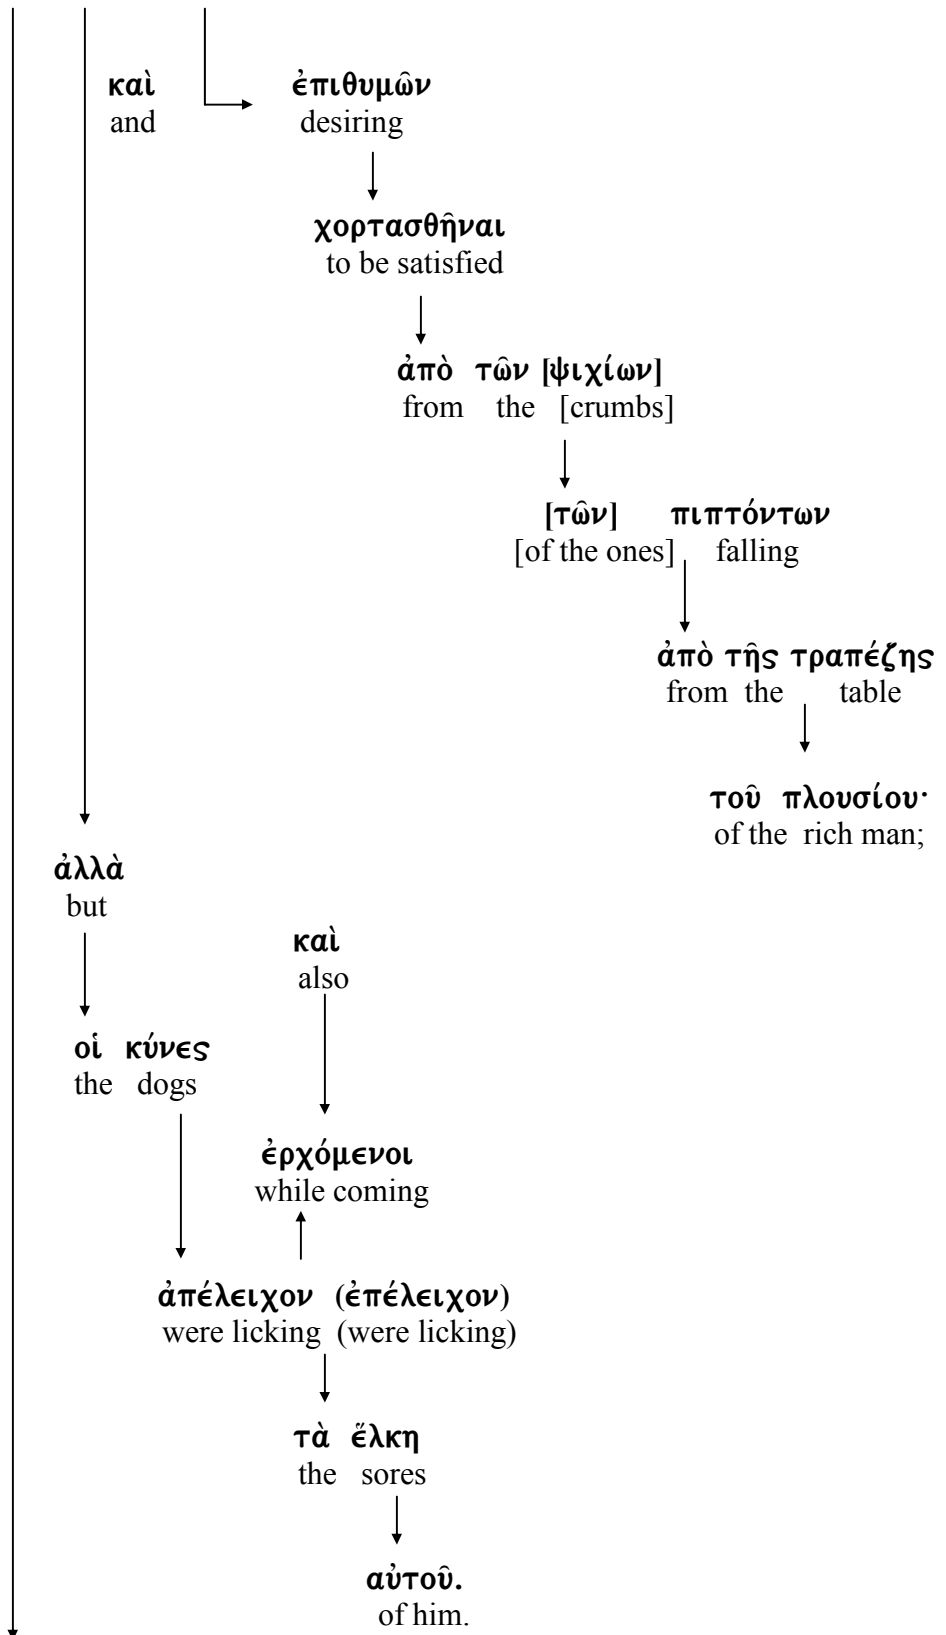 καὶ ἐπιθυμῶν
and desiring
χορτασθῆναι
to be satisfied
ἀπὸ τῶν [ψιχίων]
from the [crumbs]
[τῶν] πιπτόντων
[of the ones] falling
ἀπὸ τῆς τραπέζης
from the table
τοῦ πλουσίου·
of the rich man;
ἀλλὰ
but
καὶ
also
οἱ κύνες
the dogs
ἐρχόμενοι
while coming
ἀπέλειχον (ἐπέλειχον)
were licking (were licking)
τὰ ἕλκη
the sores
αὐτοῦ.
of him.